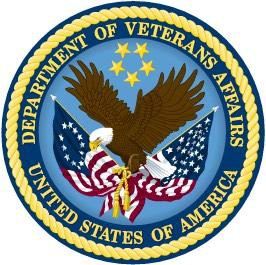 DEPARTMENT OF VETERANS AFFAIRS
UNITED STATES OF AMERICA